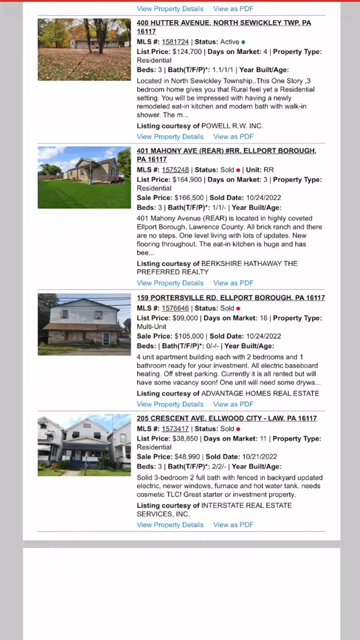 View Property Details View as PDF
400 HUTTER AVENUE, NORTH SEWICKLEY TWP, PA
16117
MLS #: 1581724 | Status: Active
List Price: $124,700 | Days on Market: 4 | Property Type:
Residential
Beds: 3 | Bath(T/F/P)*: 1.1/1/1 | Year Built/Age:
Located in North Sewickley Township..This One Story ,3
bedroom home gives you that Rural feel yet a Residential
setting. You will be impressed with having a newly
remodeled eat-in kitchen and modern bath with walk-in
shower. The m...
Listing courtesy of POWELL R.W. INC.
View Property Details View as PDF
401 MAHONY AVE (REAR) #RR, ELLPORT BOROUGH,
PA 16117
MLS #: 1575248 | Status: Sold | Unit: RR
List Price: $164,900 | Days on Market: 3 | Property Type:
Residential
Sale Price: $166,500 | Sold Date: 10/24/2022
Beds: 3 | Bath(T/F/P)*: 1/1/- | Year Built/Age:
401 Mahony Avenue (REAR) is located in highly coveted
Ellport Borough, Lawrence County. All brick ranch and there
are no steps. One level living with lots of updates. New
flooring throughout. The eat-in kitchen is huge and has
bee...
Listing courtesy of BERKSHIRE HATHAWAY THE
PREFERRED REALTY
View Property Details View as PDF
159 PORTERSVILLE RD, ELLPORT BOROUGH, PA 16117
MLS #: 1576646 | Status: Sold
List Price: $99,000 | Days on Market: 16 | Property Type:
Multi-Unit
Sale Price: $105,000 | Sold Date: 10/24/2022
Beds: | Bath(T/F/P)*: 0/-/- | Year Built/Age:
4 unit apartment building each with 2 bedrooms and 1
bathroom ready for your investment. All electric baseboard
heating. Off street parking. Currently it is all rented but will
have some vacancy soon! One unit will need some drywa...
Listing courtesy of ADVANTAGE HOMES REAL ESTATE
View Property Details View as PDF
205 CRESCENT AVE, ELLWOOD CITY - LAW, PA 16117
MLS #: 1573417 | Status: Sold
List Price: $38,850 | Days on Market: 11 | Property Type:
Residential
Sale Price: $48,990 | Sold Date: 10/21/2022
Beds: 3 | Bath(T/F/P)*: 2/2/- | Year Built/Age:
Solid 3-bedroom 2 full bath with fenced in backyard updated
electric, newer windows, furnace and hot water tank. needs
cosmetic TLC! Great starter or investment property.
Listing courtesy of INTERSTATE REAL ESTATE
SERVICES, INC.
View Property Details View as PDF